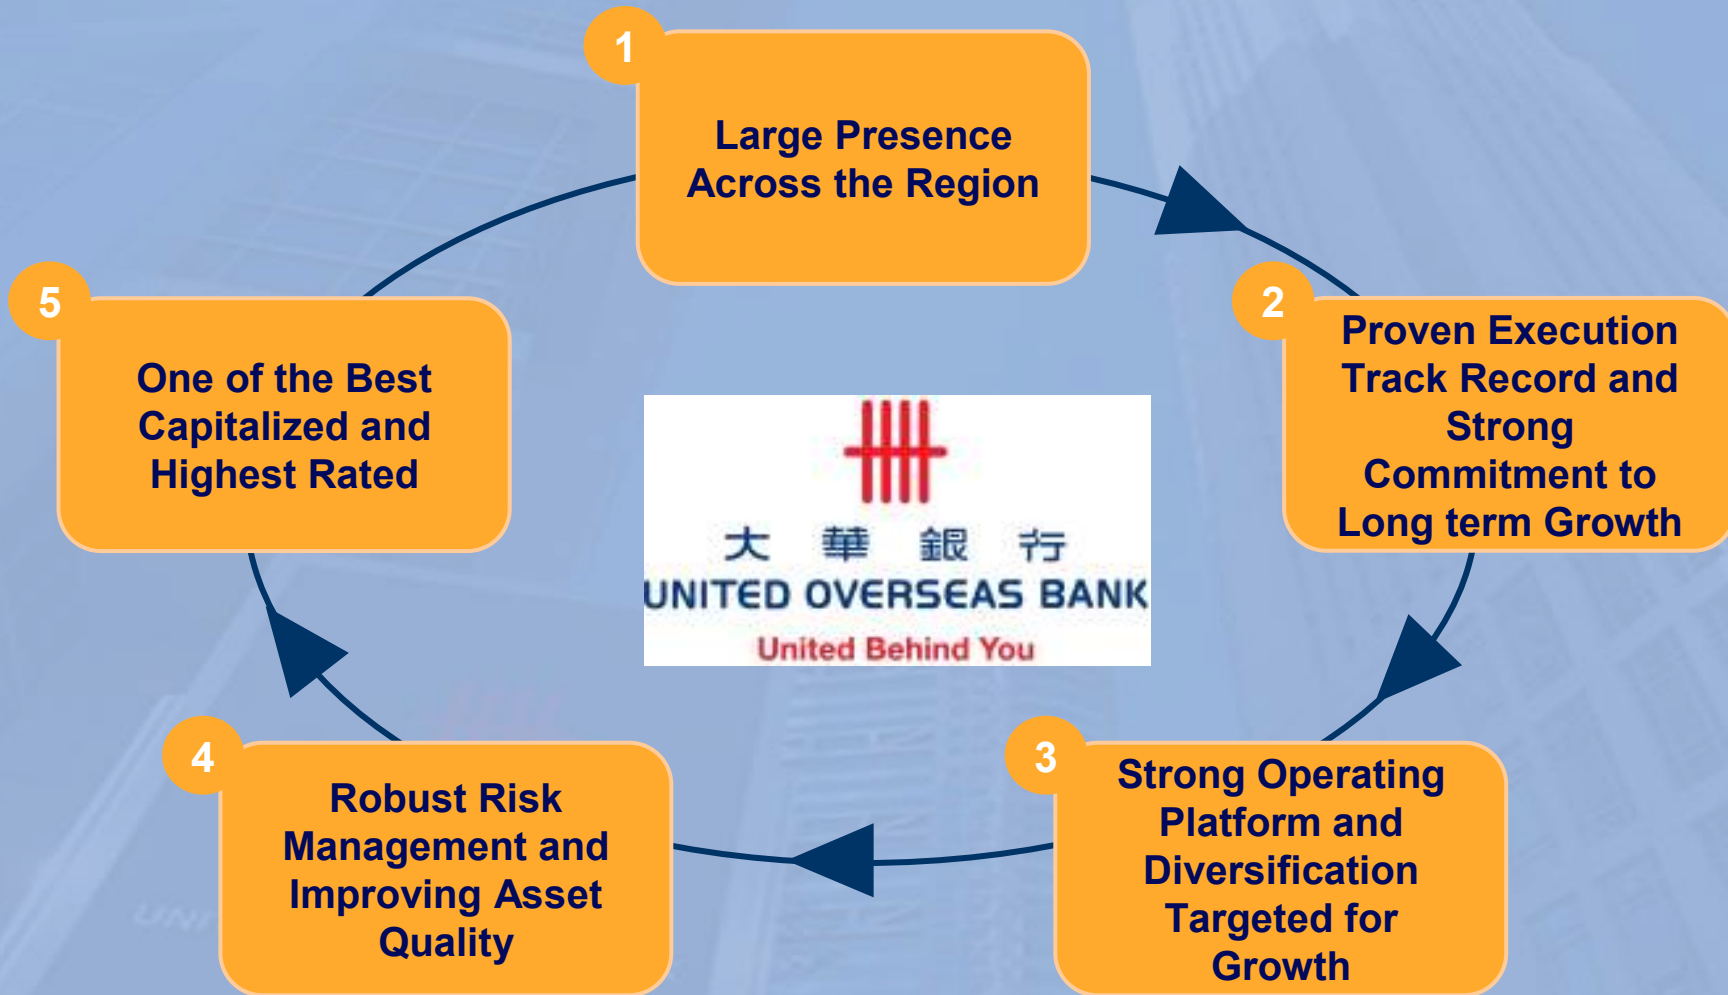 1
Large Presence
Across the Region
2
Proven Execution
Track Record and
Strong
Commitment to
Long term Growth
3
Strong Operating
Platform and
Diversification
Targeted for
Growth
4
Robust Risk
Management and
Improving Asset
Quality
5
One of the Best
Capitalized and
Highest Rated
大華銀行
UNITED OVERSEAS BANK
United Behind You
UNI